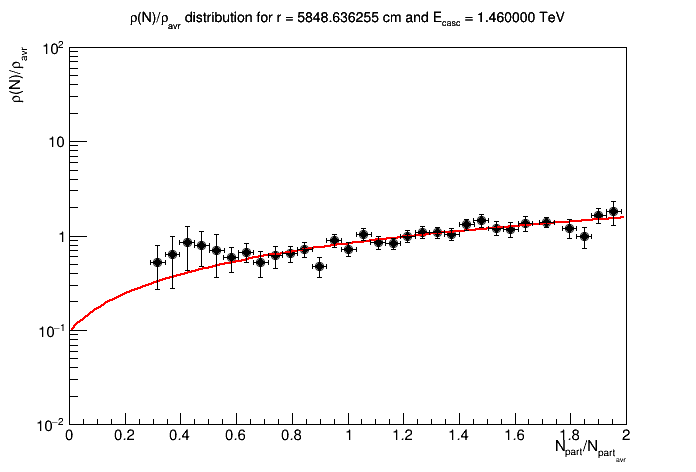 ρ(N)/ρavr distribution for r = 5848.636255 cm and Ecasc = 1.460000 TeV
ρ(N)/ρavr
10²
10
1
10⁻¹
10⁻²
0 0.2 0.4 0.6 0.8 1 1.2 1.4 1.6 1.8 2
Npart/Npartavr